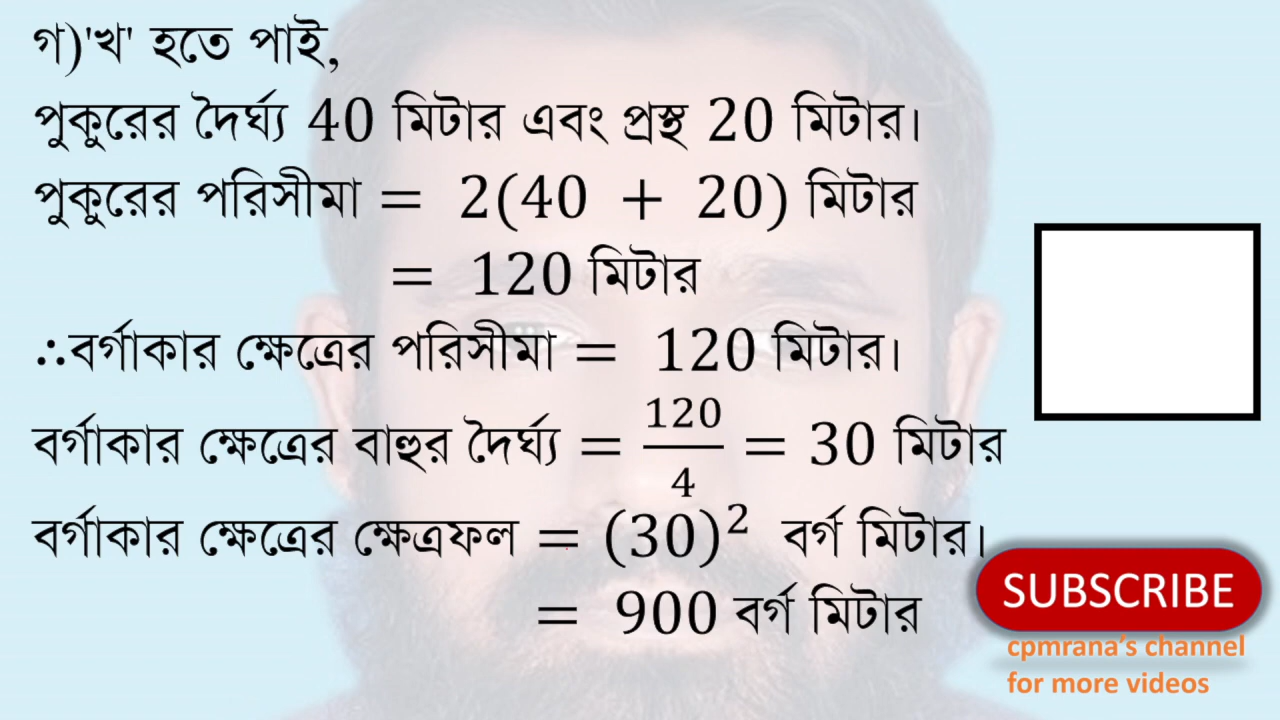 গ)'খ' হতে পাই,
পুকুরের দৈর্ঘ্য 40 মিটার এবং প্রস্থ 20 মিটার।
পুকুরের পরিসীমা = 2(40 + 20) মিটার
= 120 মিটার
∴বর্গাকার ক্ষেত্রের পরিসীমা = 120 মিটার।
বর্গাকার ক্ষেত্রের বাহুর দৈর্ঘ্য = 120/4 = 30 মিটার
বর্গাকার ক্ষেত্রের ক্ষেত্রফল = (30)² বর্গ মিটার।
= 900 বর্গ মিটার
SUBSCRIBE
cpmrana's channel
for more videos